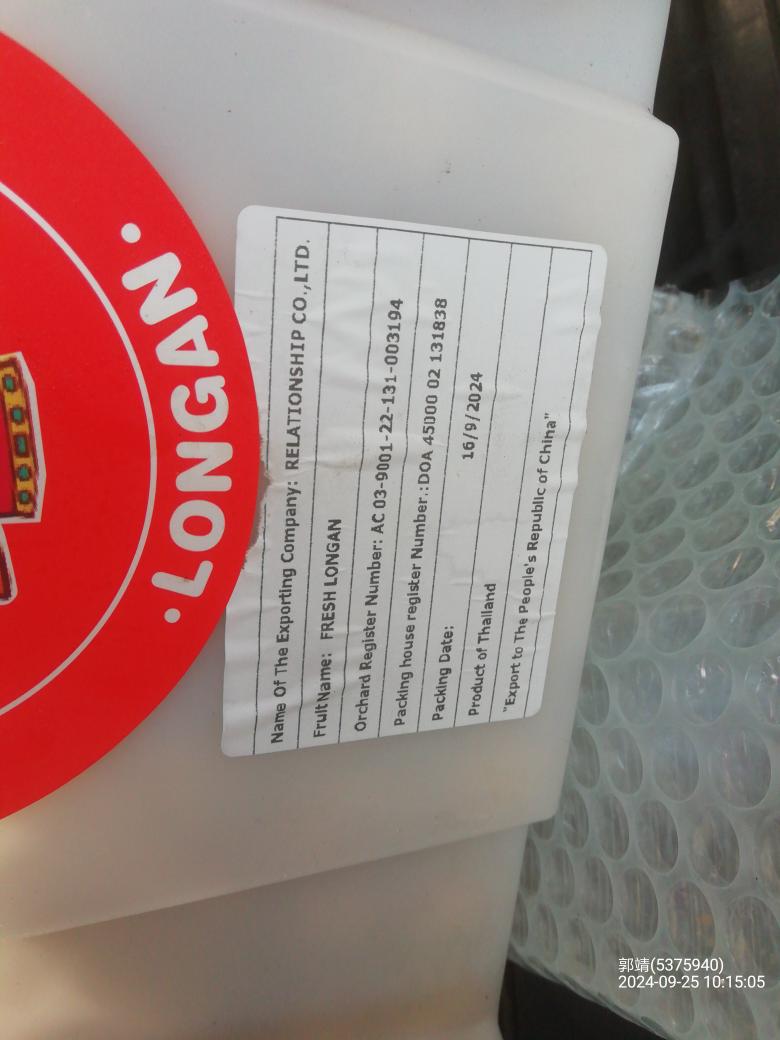 ·LONGAN·
Name Of The Exporting Company: RELATIONSHIP CO.,LTD.
Fruit Name: FRESH LONGAN
Orchard Register Number: AC 03-9001-22-131-003194
Packing house register Number.:DOA 45000 02 131838
Packing Date: 16/9/2024
Product of Thailand
"Export to The People's Republic of China"
郭靖(5375940)
2024-09-25 10:15:05